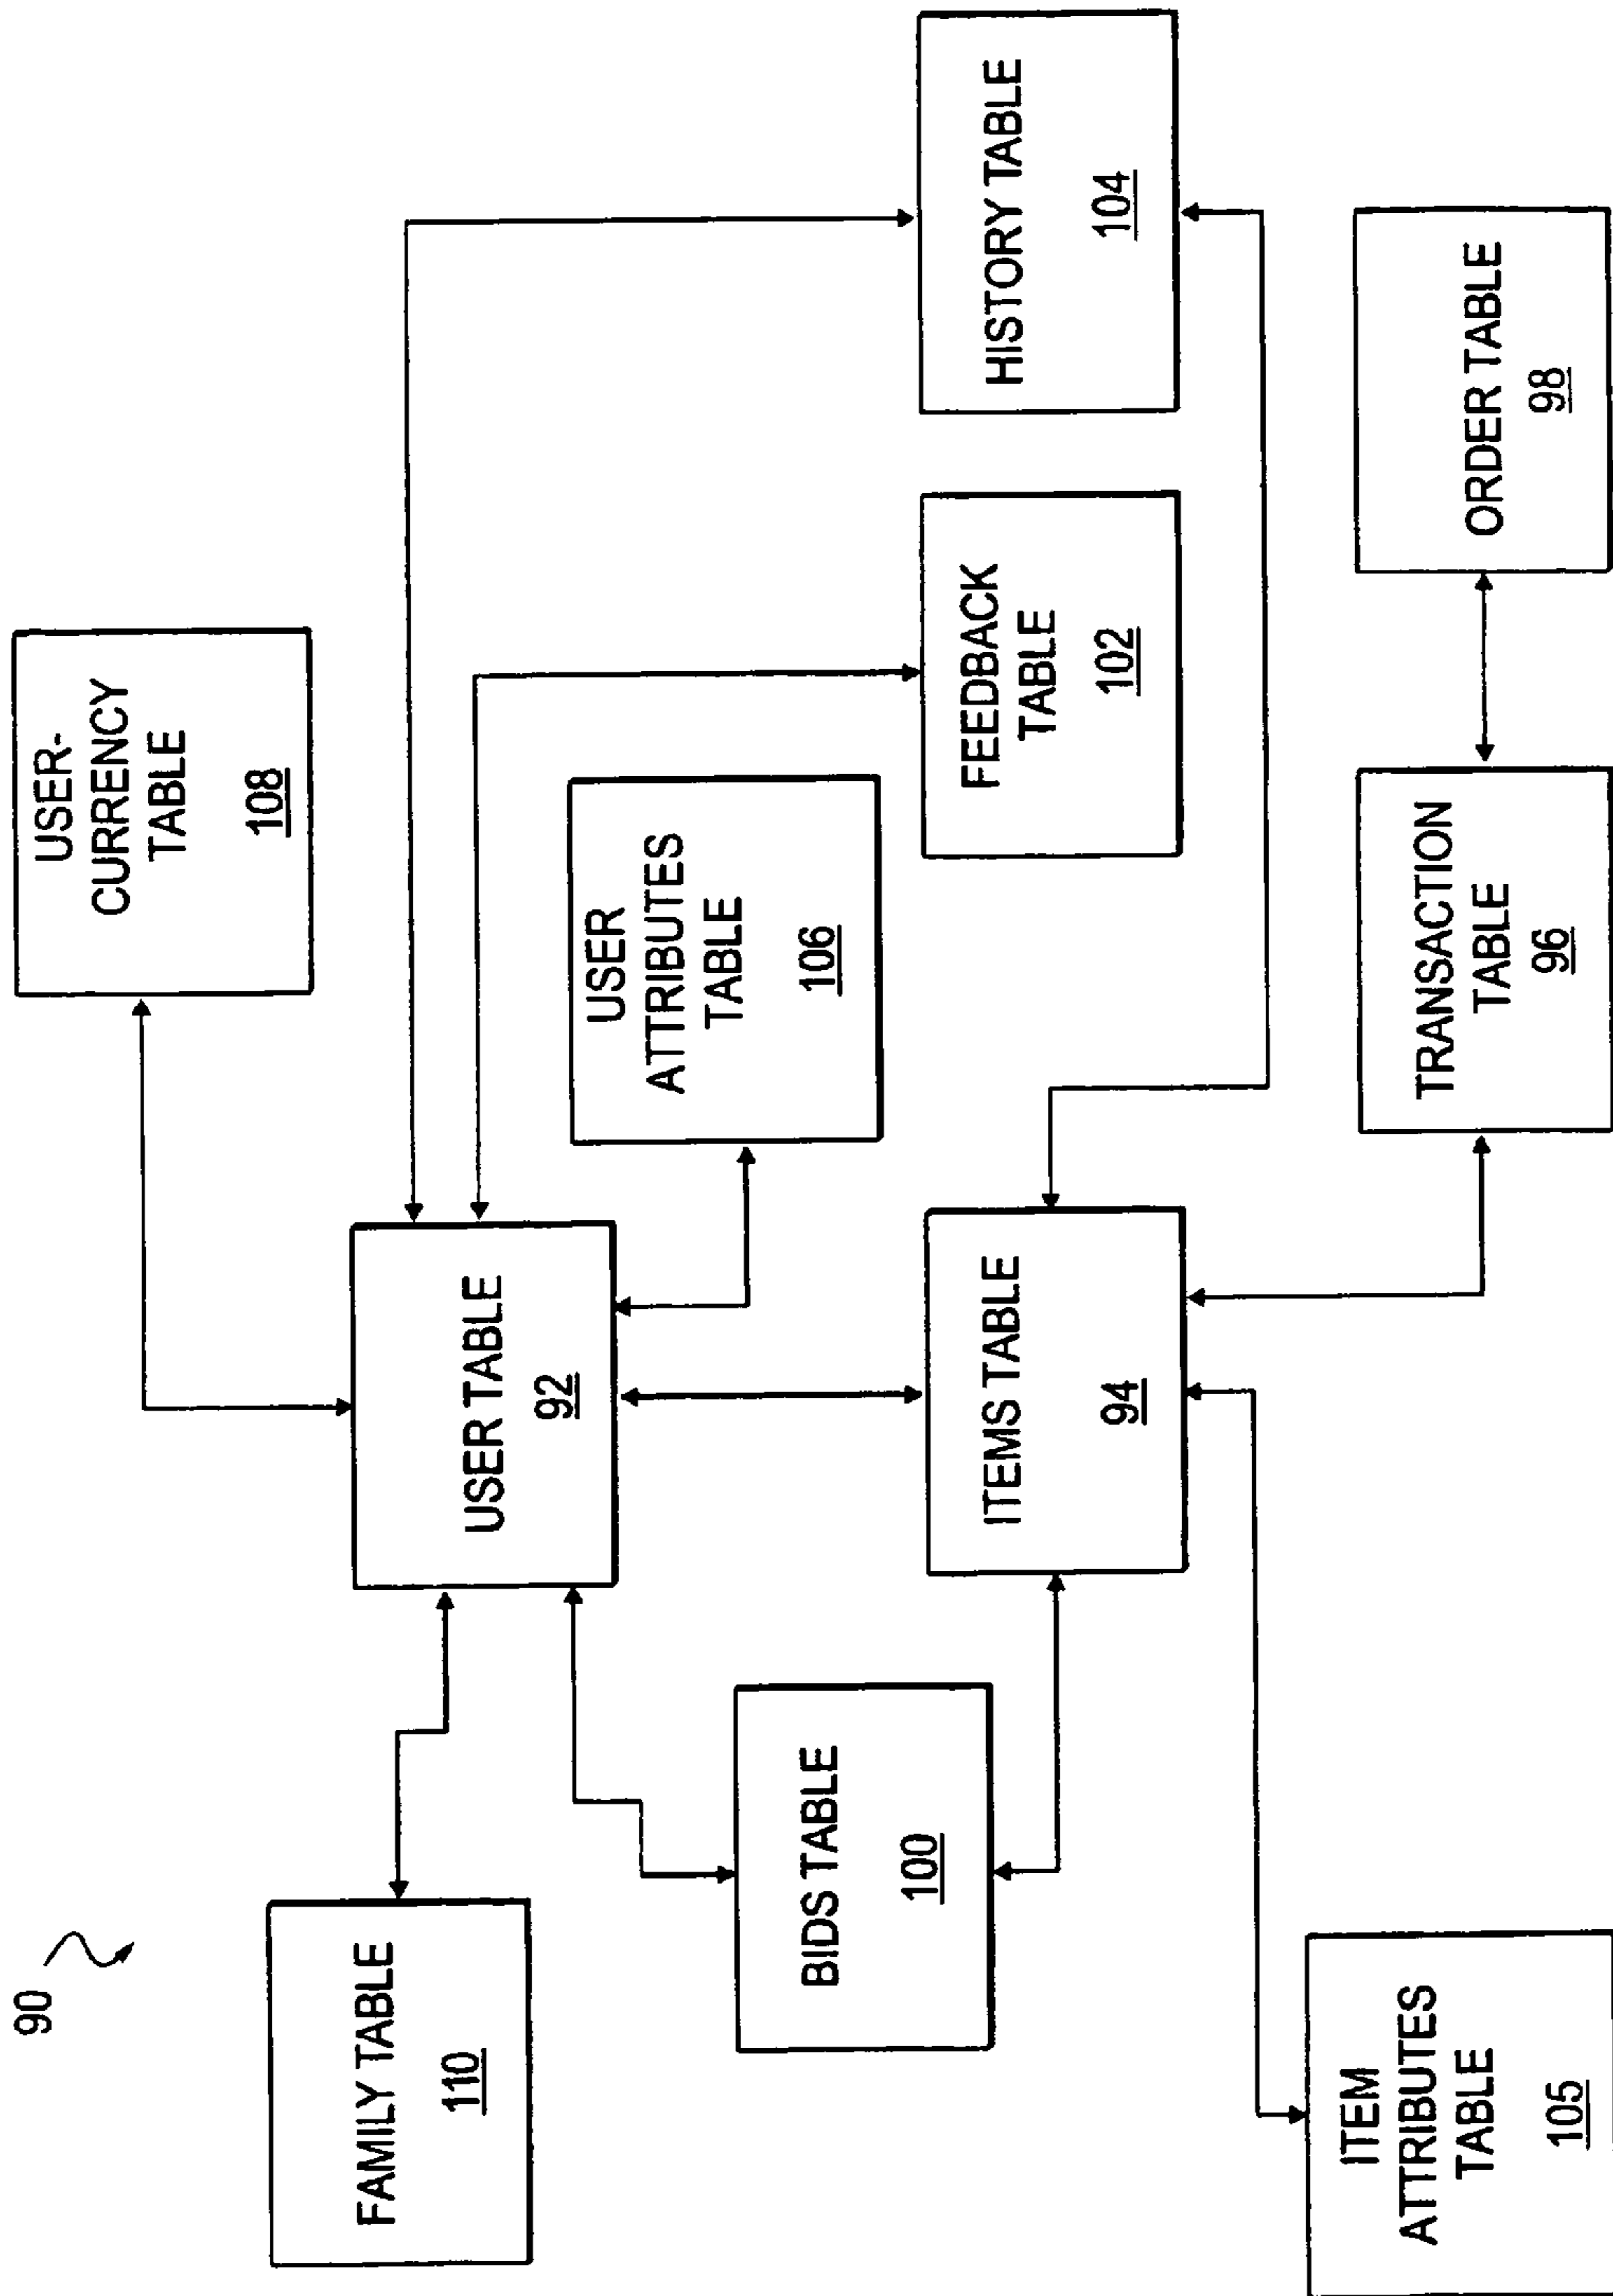 90
USER-
CURRENCY
TABLE
108
FAMILY TABLE
110
USER TABLE
92
USER
ATTRIBUTES
TABLE
106
BIDS TABLE
100
FEEDBACK
TABLE
102
HISTORY TABLE
104
ITEMS TABLE
94
ITEM
ATTRIBUTES
TABLE
105
TRANSACTION
TABLE
96
ORDER TABLE
98